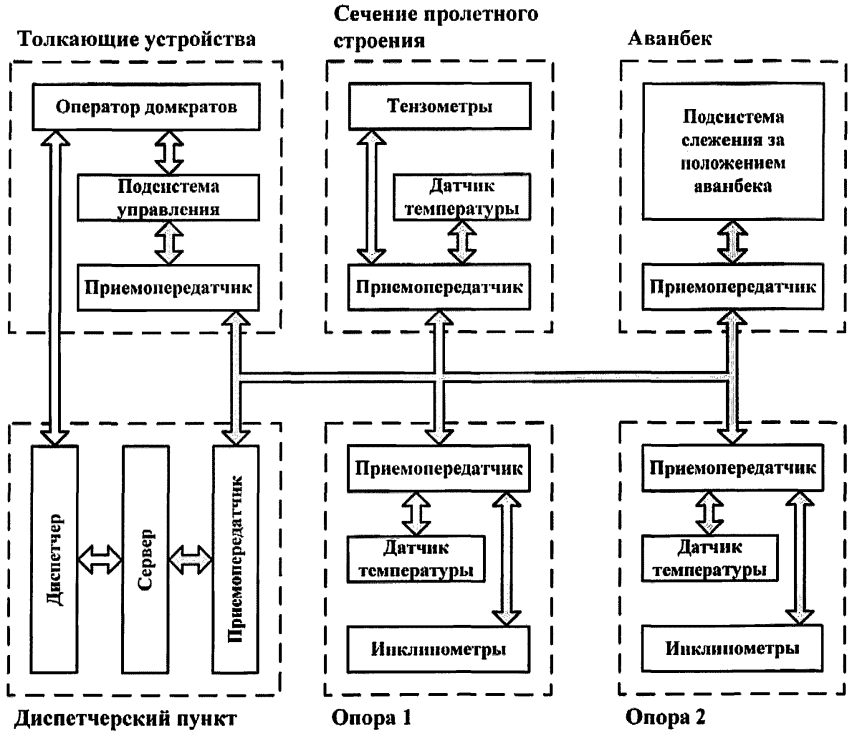 Толкающие устройства
Оператор домкратов
Подсистема
управления
Приемопередатчик
Сечение пролетного
строения
Тензометры
Датчик
температуры
Приемопередатчик
Аванбек
Подсистема
слежения за
положением
аванбека
Приемопередатчик
Диспетчер
Сервер
Приемопередатчик
Диспетчерский пункт
Приемопередатчик
Датчик
температуры
Инклинометры
Опора 1
Приемопередатчик
Датчик
температуры
Инклинометры
Опора 2